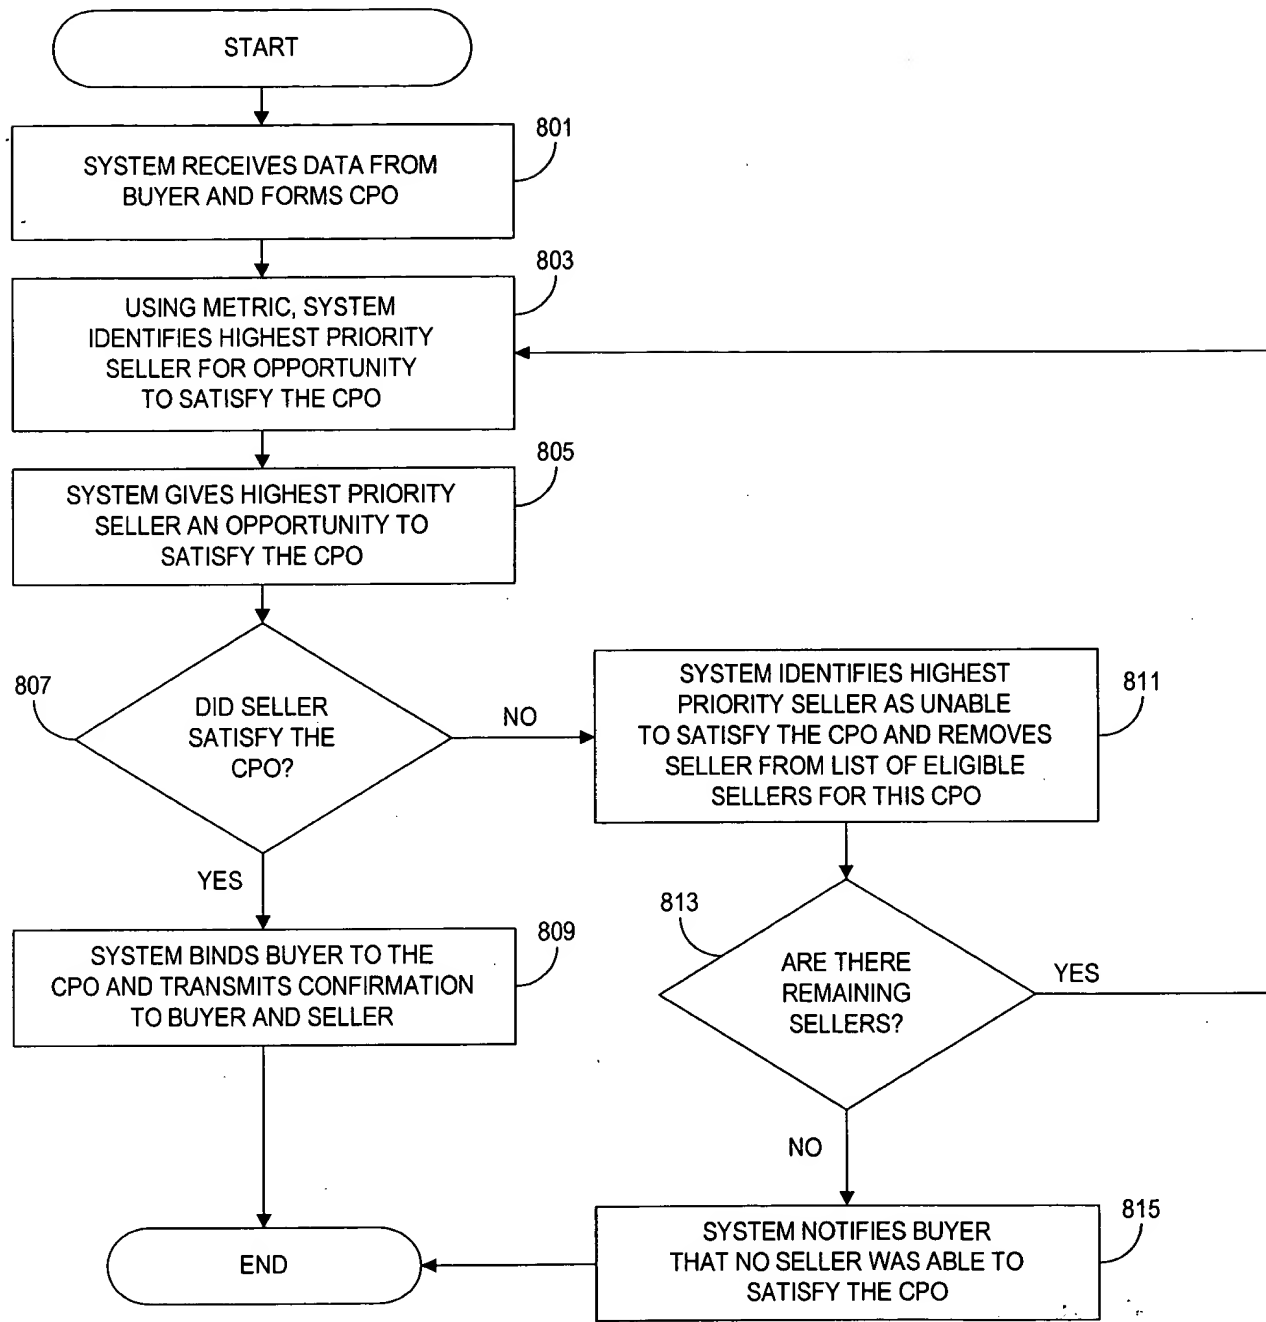 START
801
SYSTEM RECEIVES DATA FROM
BUYER AND FORMS CPO
803
USING METRIC, SYSTEM
IDENTIFIES HIGHEST PRIORITY
SELLER FOR OPPORTUNITY
TO SATISFY THE CPO
805
SYSTEM GIVES HIGHEST PRIORITY
SELLER AN OPPORTUNITY TO
SATISFY THE CPO
807
DID SELLER
SATISFY THE
CPO?
NO
811
SYSTEM IDENTIFIES HIGHEST
PRIORITY SELLER AS UNABLE
TO SATISFY THE CPO AND REMOVES
SELLER FROM LIST OF ELIGIBLE
SELLERS FOR THIS CPO
YES
809
SYSTEM BINDS BUYER TO THE
CPO AND TRANSMITS CONFIRMATION
TO BUYER AND SELLER
813
ARE THERE
REMAINING
SELLERS?
YES
NO
815
SYSTEM NOTIFIES BUYER
THAT NO SELLER WAS ABLE TO
SATISFY THE CPO
END